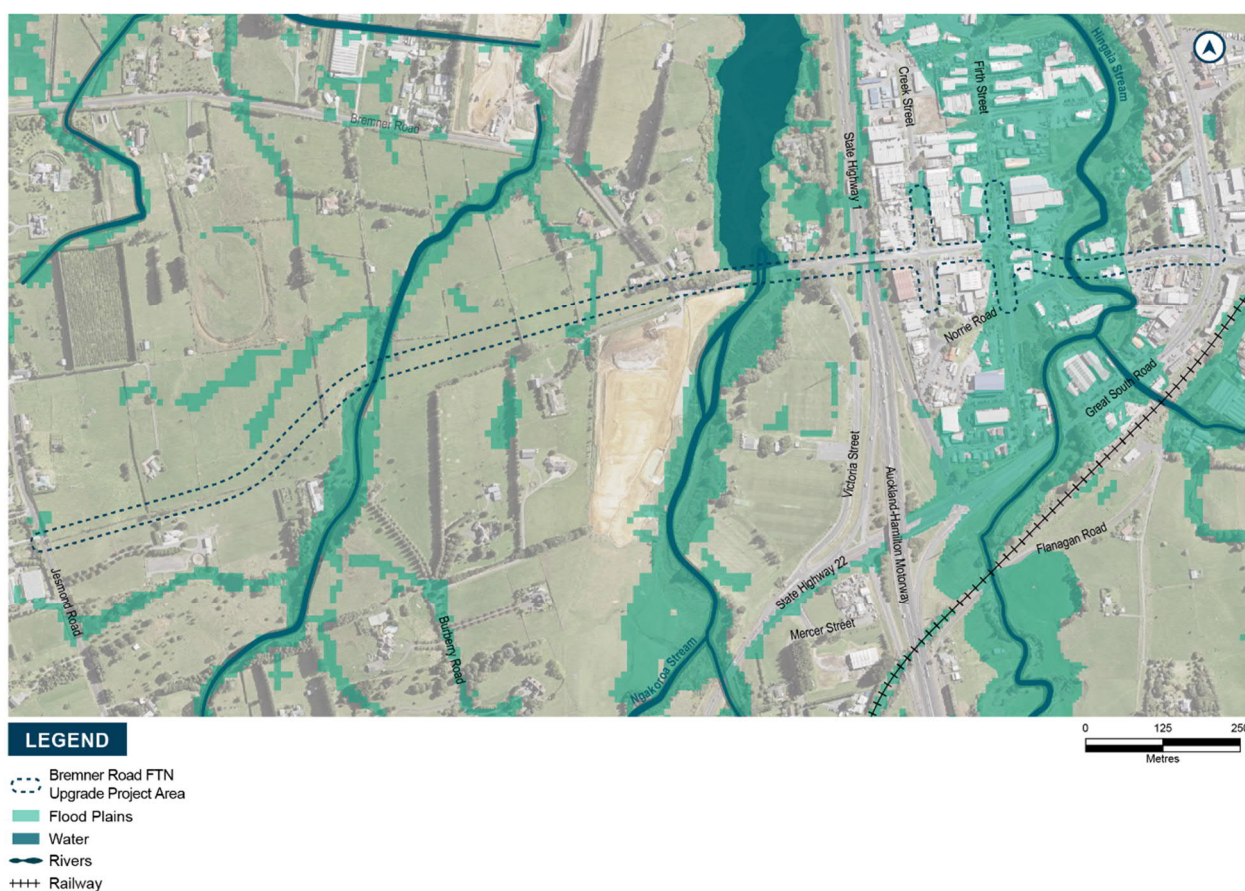 Bremner Road
Creek Street
Firth Street
Hingaia Stream
State Highway 1
Norrie Road
Great South Road
Victoria Street
Auckland-Hamilton Motorway
Flanagan Road
State Highway 22
Mercer Street
Jesmond Road
Burberry Road
Ngakoroa Stream
LEGEND
Bremner Road FTN
Upgrade Project Area
Flood Plains
Water
Rivers
Railway
0 125 250
Metres